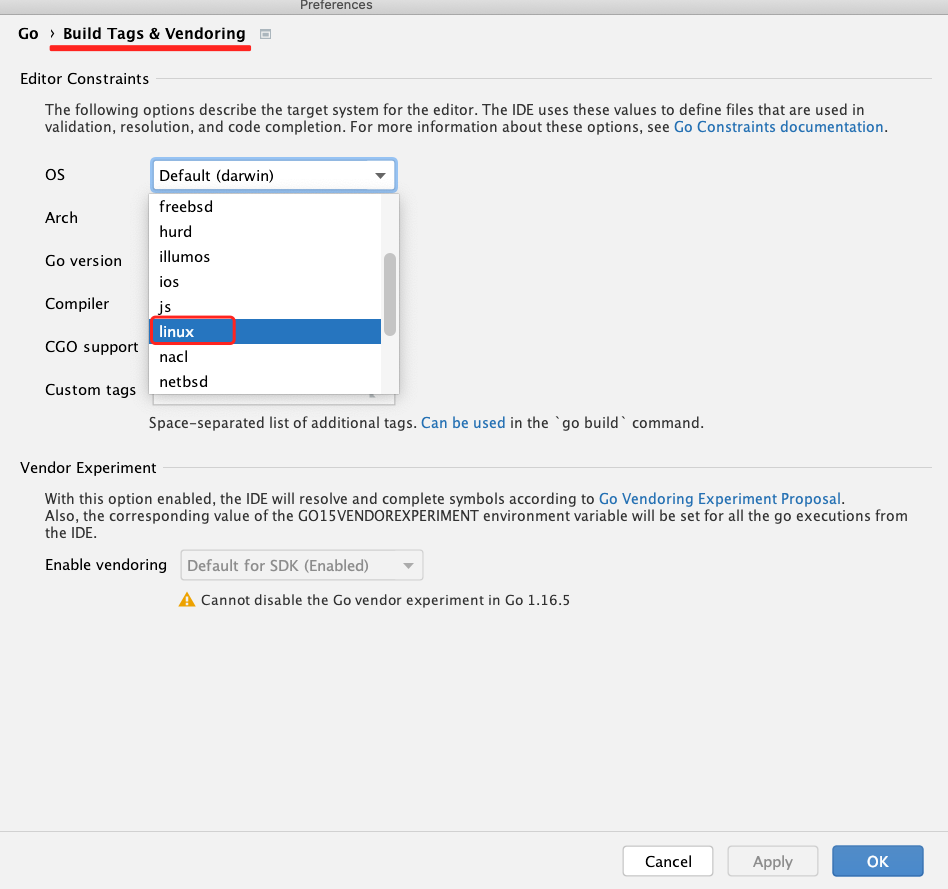 Preferences
Go › Build Tags & Vendoring
Editor Constraints
The following options describe the target system for the editor. The IDE uses these values to define files that are used in
validation, resolution, and code completion. For more information about these options, see Go Constraints documentation.
OS Default (darwin)
freebsd
Arch
hurd
illumos
Go version
ios
Compiler
js
linux
CGO support
nacl
netbsd
Custom tags
Space-separated list of additional tags. Can be used in the `go build` command.
Vendor Experiment
With this option enabled, the IDE will resolve and complete symbols according to Go Vendoring Experiment Proposal.
Also, the corresponding value of the GO15VENDOREXPERIMENT environment variable will be set for all the go executions from
the IDE.
Enable vendoring Default for SDK (Enabled)
Cannot disable the Go vendor experiment in Go 1.16.5
Cancel Apply OK